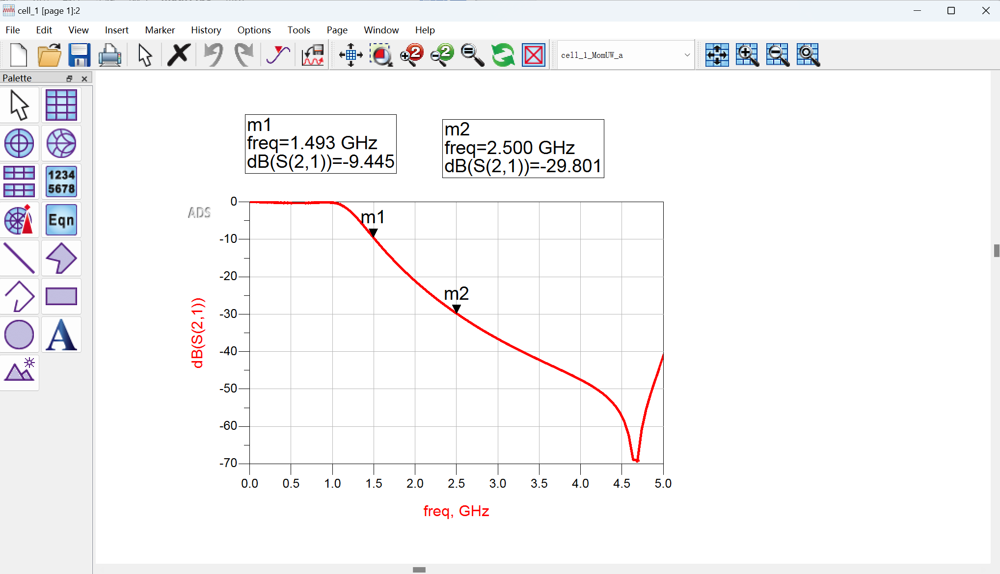 cell_1 [page 1]:2
File Edit View Insert Marker History Options Tools Page Window Help
2 2 cell_1_MomUW_a
Palette
1234
5678
Eqn
A
m1
freq=1.493 GHz
dB(S(2,1))=-9.445
m2
freq=2.500 GHz
dB(S(2,1))=-29.801
ADS
m1
m2
0
-10
-20
-30
-40
-50
-60
-70
dB(S(2,1))
0.0 0.5 1.0 1.5 2.0 2.5 3.0 3.5 4.0 4.5 5.0
freq, GHz